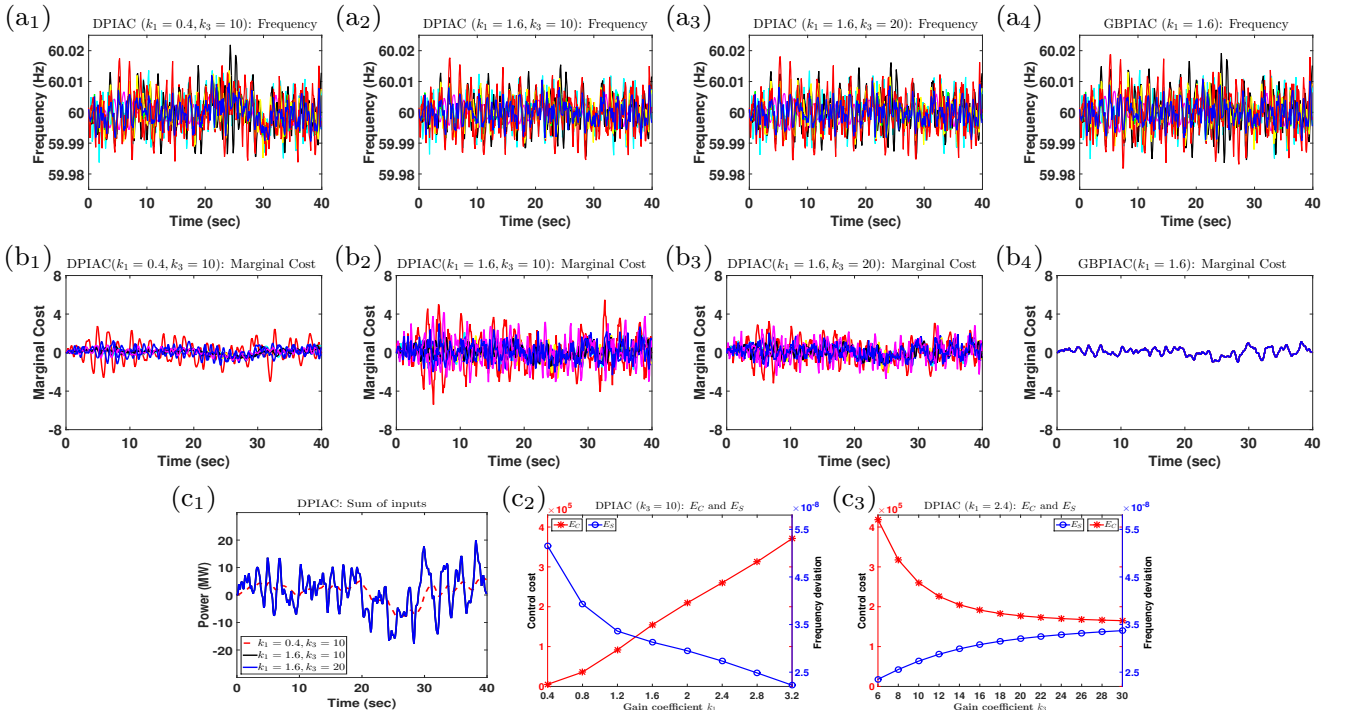 (a1)
DPIAC (k1 = 0.4, k3 = 10): Frequency
Frequency (Hz)
60.02
60.01
60
59.99
59.98
0 10 20 30 40
Time (sec)
(a2)
DPIAC (k1 = 1.6, k3 = 10): Frequency
Frequency (Hz)
60.02
60.01
60
59.99
59.98
0 10 20 30 40
Time (sec)
(a3)
DPIAC (k1 = 1.6, k3 = 20): Frequency
Frequency (Hz)
60.02
60.01
60
59.99
59.98
0 10 20 30 40
Time (sec)
(a4)
GBPIAC (k1 = 1.6): Frequency
Frequency (Hz)
60.02
60.01
60
59.99
59.98
0 10 20 30 40
Time (sec)
(b1)
DPIAC(k1 = 0.4, k3 = 10): Marginal Cost
Marginal Cost
8
4
0
-4
-8
0 10 20 30 40
Time (sec)
(b2)
DPIAC(k1 = 1.6, k3 = 10): Marginal Cost
Marginal Cost
8
4
0
-4
-8
0 10 20 30 40
Time (sec)
(b3)
DPIAC(k1 = 1.6, k3 = 20): Marginal Cost
Marginal Cost
8
4
0
-4
-8
0 10 20 30 40
Time (sec)
(b4)
GBPIAC(k1 = 1.6): Marginal Cost
Marginal Cost
8
4
0
-4
-8
0 10 20 30 40
Time (sec)
(c1)
DPIAC: Sum of inputs
Power (MW)
20
10
0
-10
-20
k1 = 0.4, k3 = 10
k1 = 1.6, k3 = 10
k1 = 1.6, k3 = 20
0 10 20 30 40
Time (sec)
(c2)
DPIAC (k3 = 10): EC and ES
×10^5
×10^-8
EC
ES
Control cost
4
3
2
1
0
Frequency deviation
5.5
4.5
3.5
2.5
0.4 0.8 1.2 1.6 2 2.4 2.8 3.2
Gain coefficient k1
(c3)
DPIAC (k1 = 2.4): EC and ES
×10^5
×10^-8
ES
EC
Control cost
4
3
2
1
0
Frequency deviation
5.5
4.5
3.5
2.5
6 8 10 12 14 16 18 20 22 24 26 28 30
Gain coefficient k3